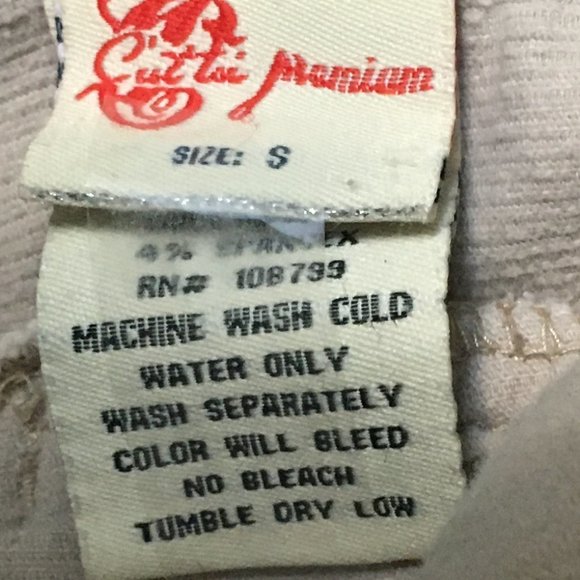 Premium
SIZE: S
4% SPANDEX
RN# 108799
MACHINE WASH COLD
WATER ONLY
WASH SEPARATELY
COLOR WILL BLEED
NO BLEACH
TUMBLE DRY LOW